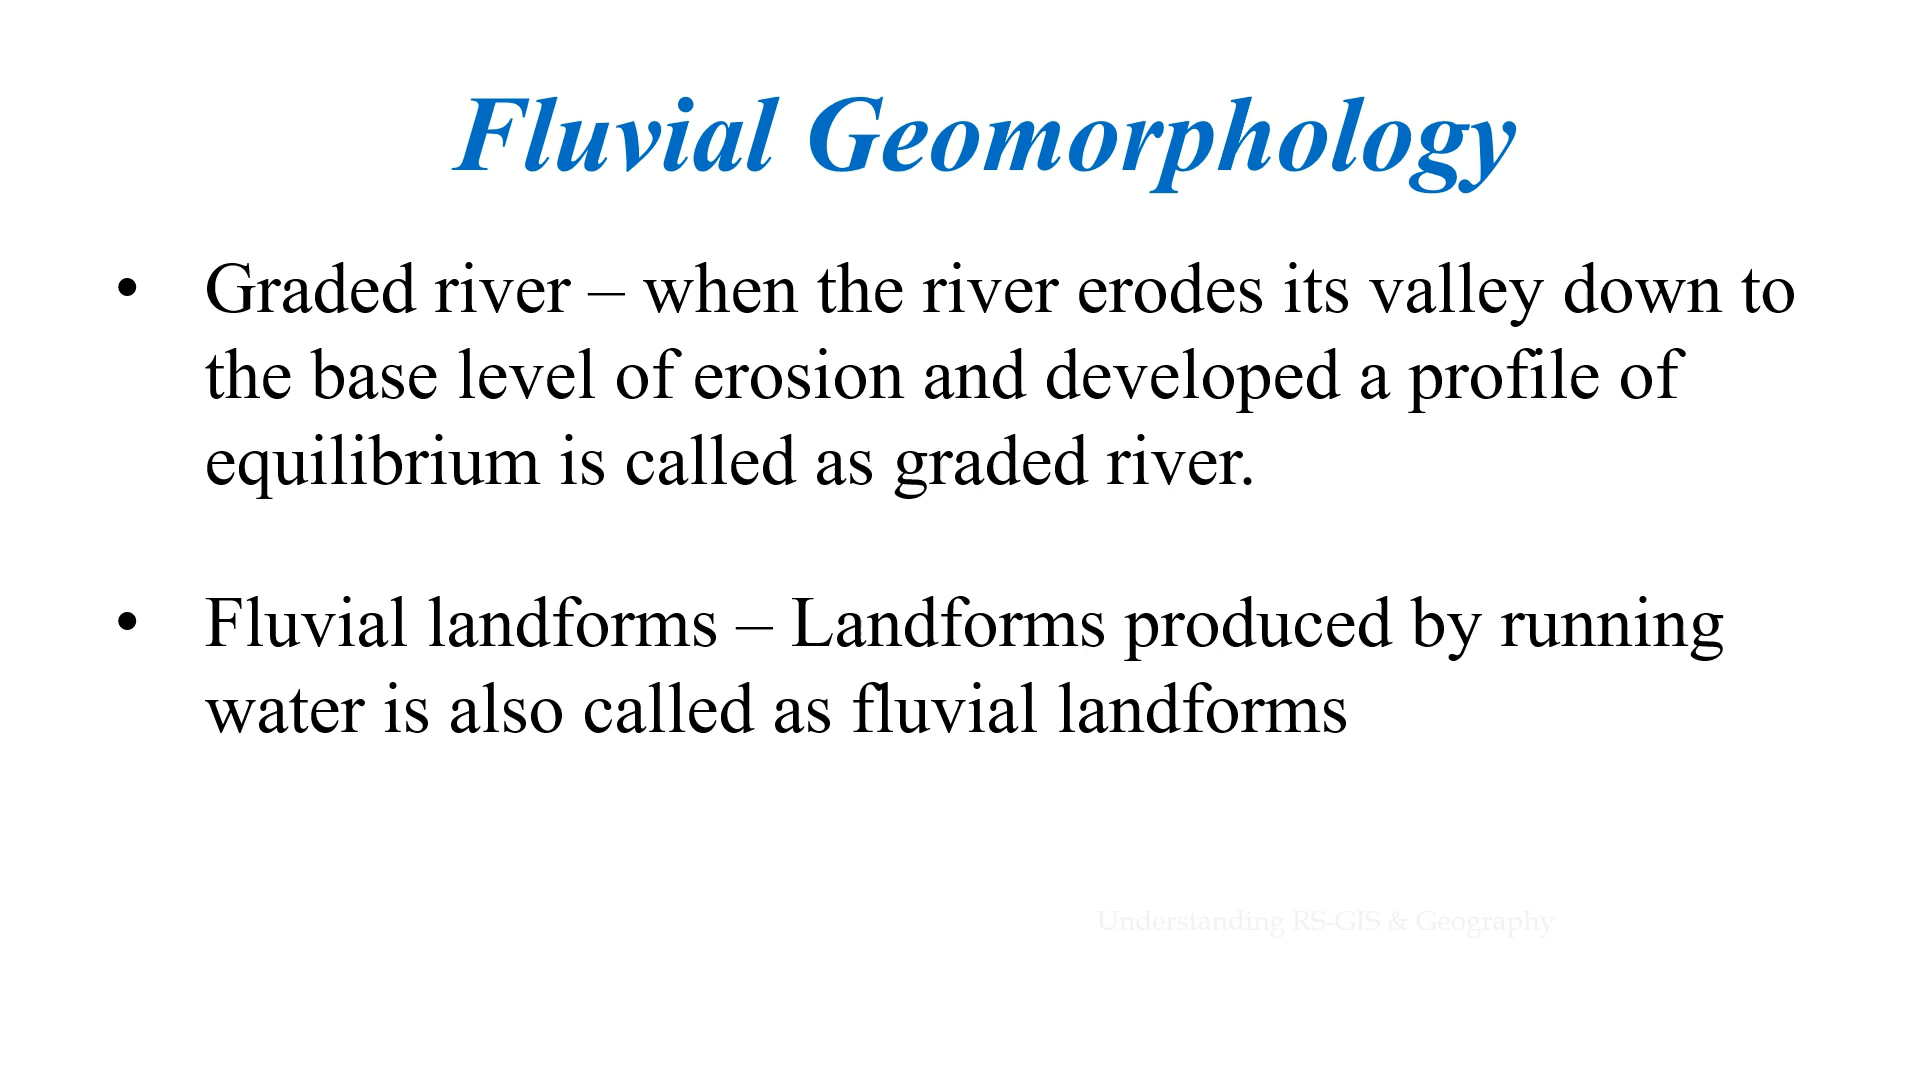 Fluvial Geomorphology
• Graded river – when the river erodes its valley down to
the base level of erosion and developed a profile of
equilibrium is called as graded river.
• Fluvial landforms – Landforms produced by running
water is also called as fluvial landforms
Understanding RS-GIS & Geography